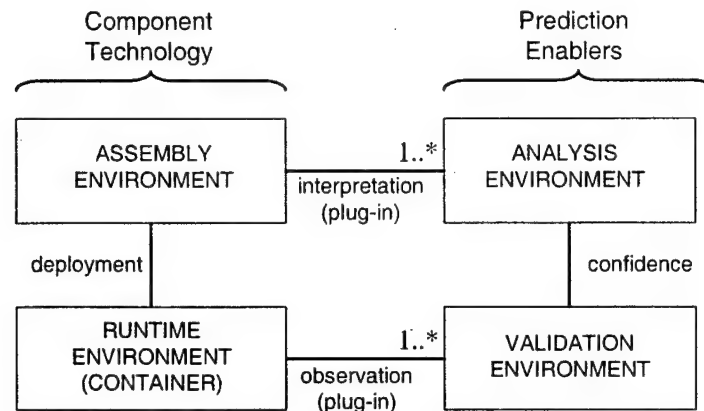 Component
Technology
Prediction
Enablers
ASSEMBLY
ENVIRONMENT
1..*
interpretation
(plug-in)
ANALYSIS
ENVIRONMENT
deployment
confidence
RUNTIME
ENVIRONMENT
(CONTAINER)
1..*
observation
(plug-in)
VALIDATION
ENVIRONMENT